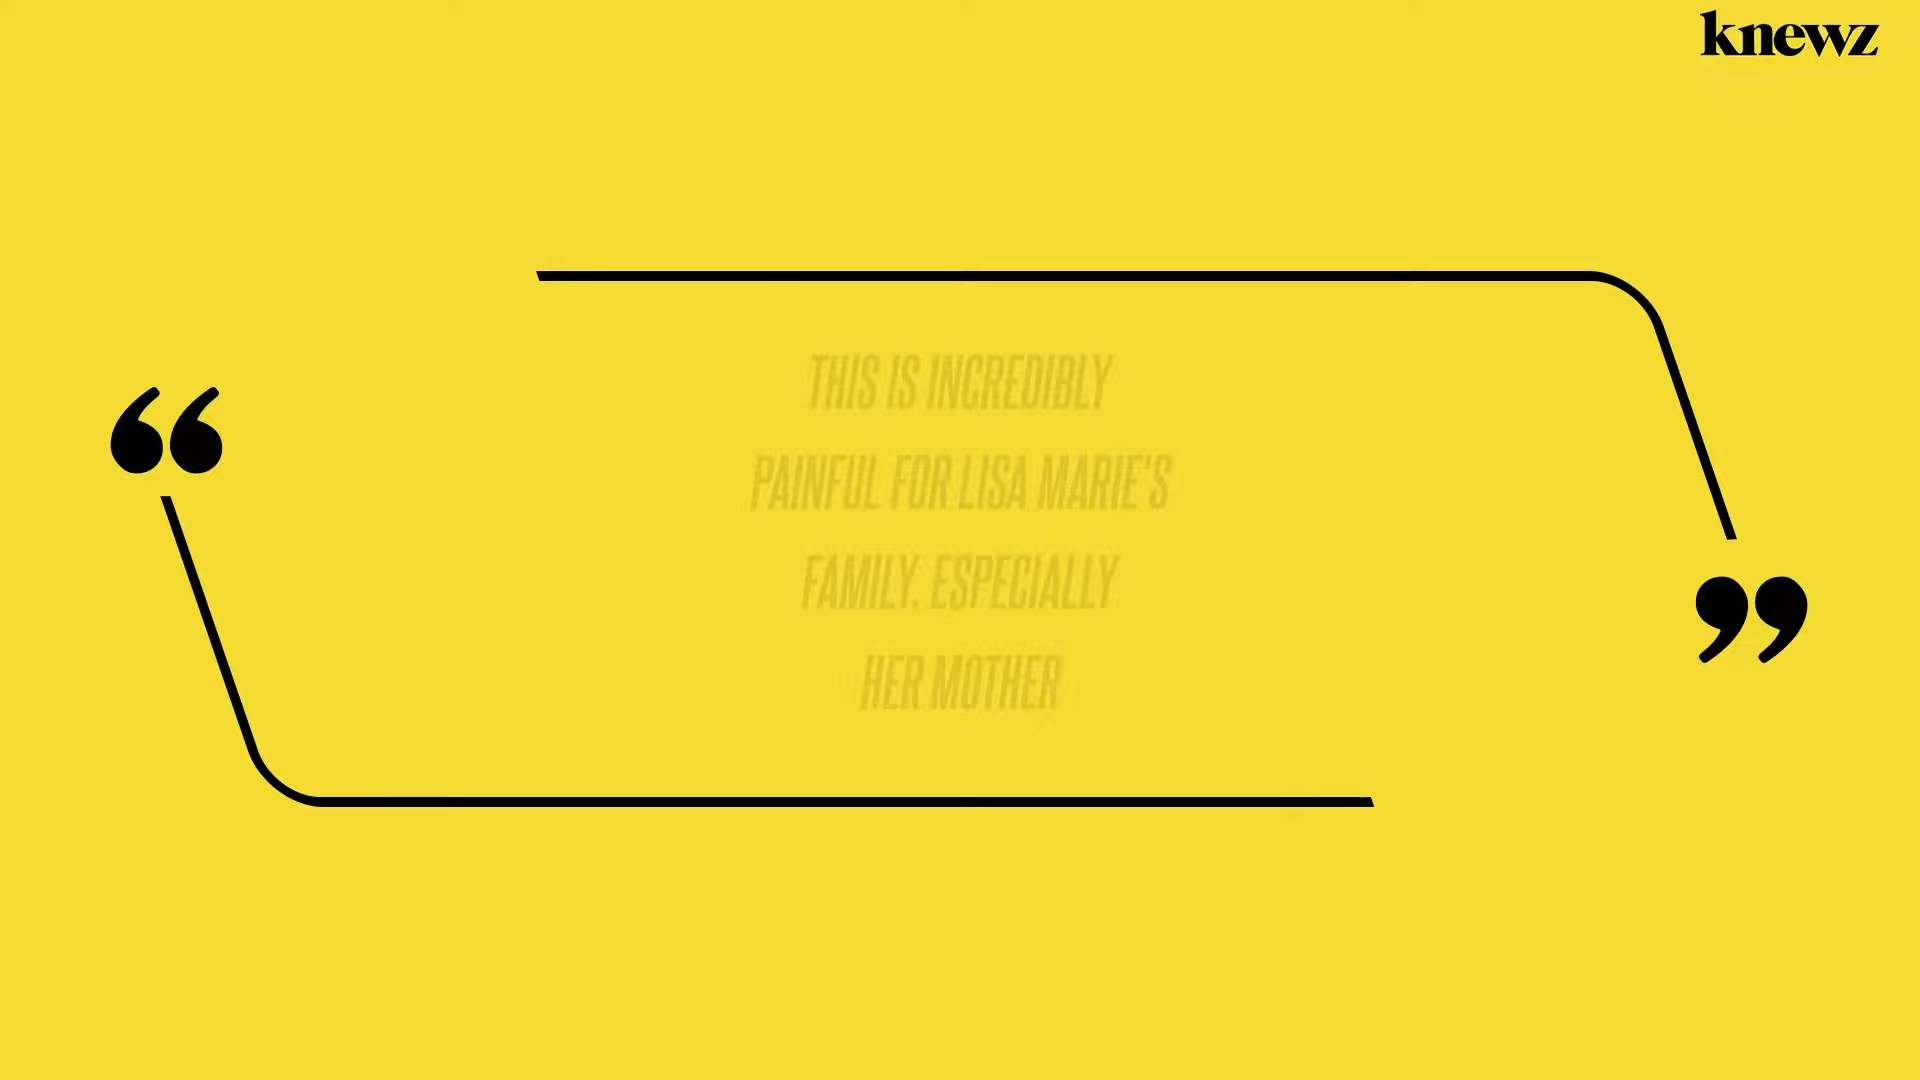 knewz
“
THIS IS INCREDIBLY
PAINFUL FOR LISA MARIE'S
FAMILY, ESPECIALLY
HER MOTHER
”